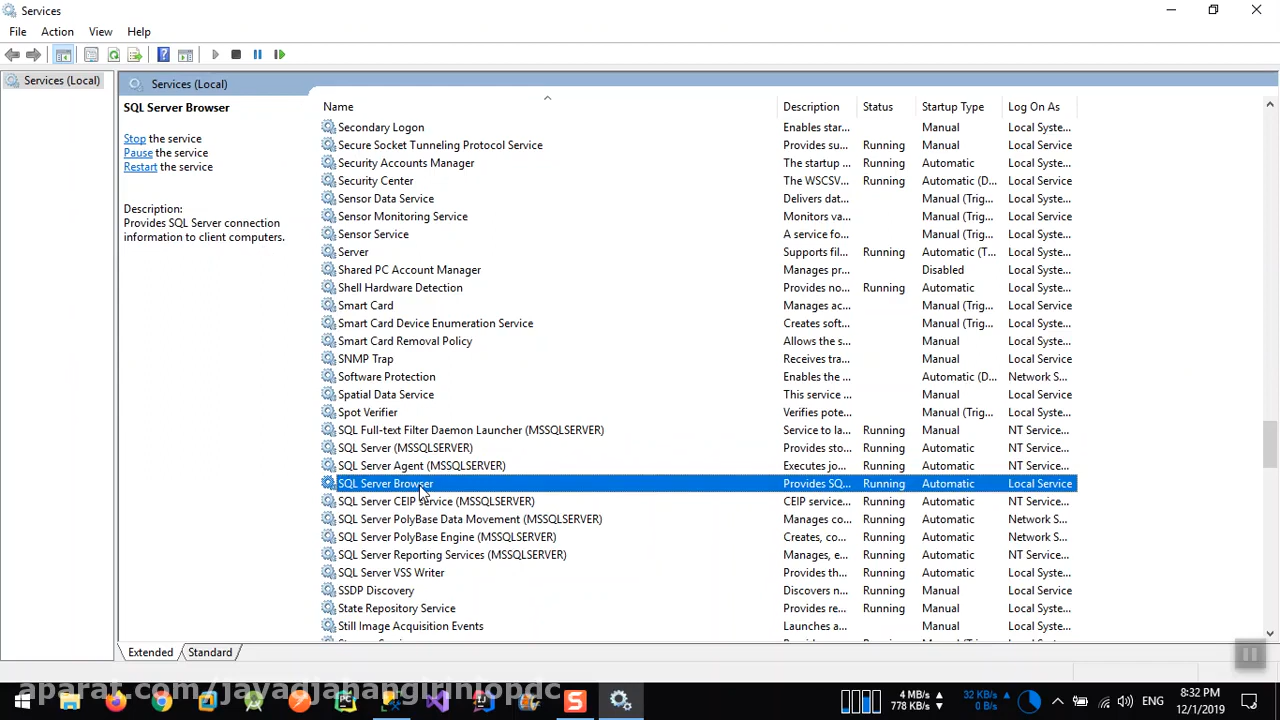 Services
File Action View Help
Services (Local)
Services (Local)
SQL Server Browser
Stop the service
Pause the service
Restart the service
Description:
Provides SQL Server connection
information to client computers.
Name Description Status Startup Type Log On As
Secondary Logon Enables star... Manual Local Syste...
Secure Socket Tunneling Protocol Service Provides su... Running Manual Local Service
Security Accounts Manager The startup ... Running Automatic Local Syste...
Security Center The WSCSV... Running Automatic (D... Local Service
Sensor Data Service Delivers dat... Manual (Trig... Local Syste...
Sensor Monitoring Service Monitors va... Manual (Trig... Local Service
Sensor Service A service fo... Manual (Trig... Local Syste...
Server Supports fil... Running Automatic (T... Local Syste...
Shared PC Account Manager Manages pr... Disabled Local Syste...
Shell Hardware Detection Provides no... Running Automatic Local Syste...
Smart Card Manages ac... Manual (Trig... Local Service
Smart Card Device Enumeration Service Creates soft... Manual (Trig... Local Syste...
Smart Card Removal Policy Allows the s... Manual Local Syste...
SNMP Trap Receives tra... Manual Local Service
Software Protection Enables the ... Automatic (D... Network S...
Spatial Data Service This service ... Manual Local Service
Spot Verifier Verifies pote... Manual (Trig... Local Syste...
SQL Full-text Filter Daemon Launcher (MSSQLSERVER) Service to la... Running Manual NT Service...
SQL Server (MSSQLSERVER) Provides sto... Running Automatic NT Service...
SQL Server Agent (MSSQLSERVER) Executes jo... Running Automatic NT Service...
SQL Server Browser Provides SQ... Running Automatic Local Service
SQL Server CEIP service (MSSQLSERVER) CEIP service... Running Automatic NT Service...
SQL Server PolyBase Data Movement (MSSQLSERVER) Manages co... Running Automatic Network S...
SQL Server PolyBase Engine (MSSQLSERVER) Creates, co... Running Automatic Network S...
SQL Server Reporting Services (MSSQLSERVER) Manages, e... Running Automatic NT Service...
SQL Server VSS Writer Provides th... Running Automatic Local Syste...
SSDP Discovery Discovers n... Running Manual Local Service
State Repository Service Provides re... Running Manual Local Syste...
Still Image Acquisition Events Launches a... Manual Local Syste...
Extended Standard
aparat.com/javadjahangiriniopdc
4 MB/s
778 KB/s
32 KB/s
0 KB/s
ENG
8:32 PM
12/1/2019